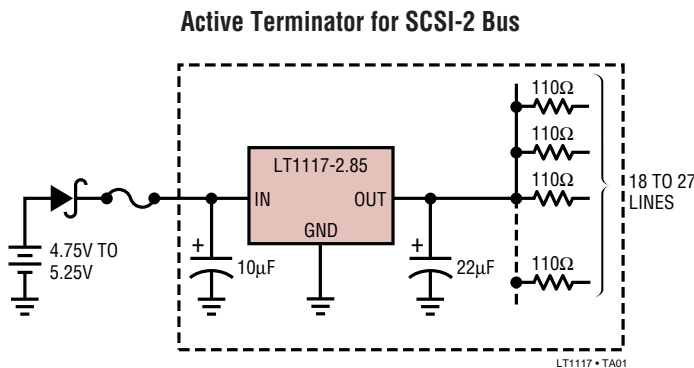 Active Terminator for SCSI-2 Bus
110Ω
110Ω
110Ω
110Ω
18 TO 27
LINES
LT1117-2.85
IN
OUT
GND
+
10µF
+
22µF
4.75V TO
5.25V
LT1117 • TA01